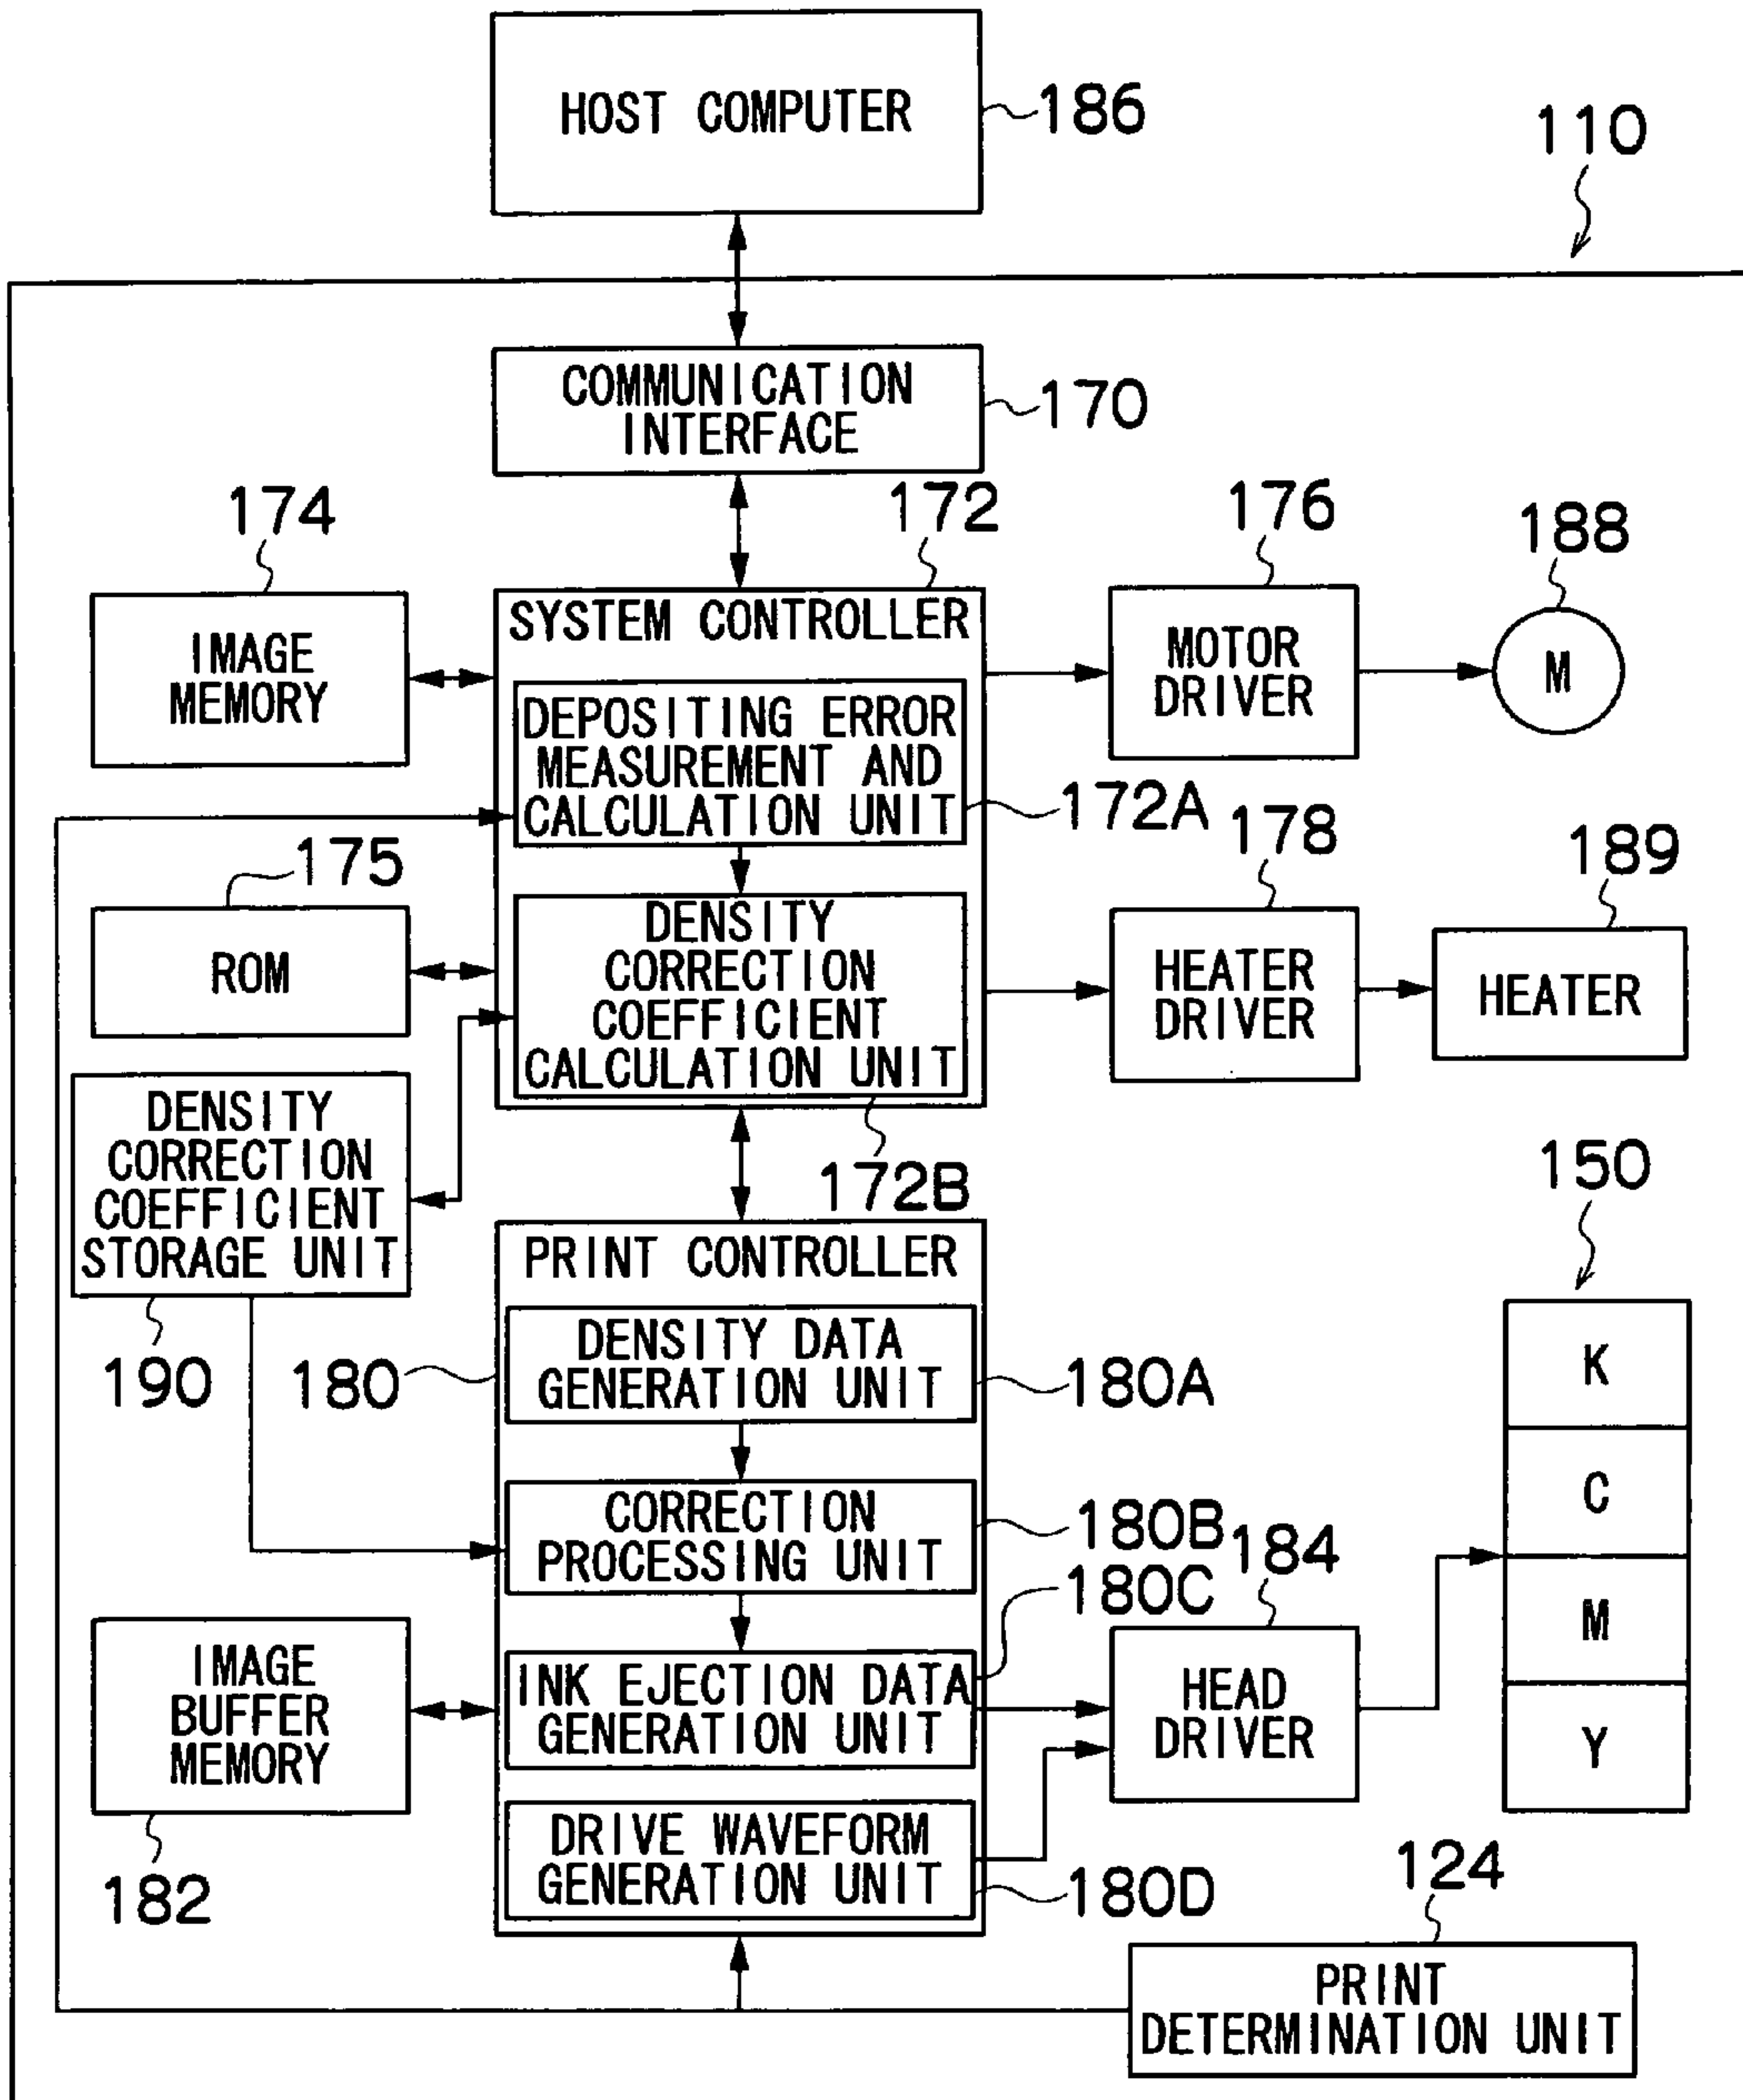 HOST COMPUTER
186
110
COMMUNICATION
INTERFACE
170
174
172
176
188
IMAGE
MEMORY
SYSTEM CONTROLLER
MOTOR
DRIVER
M
DEPOSITING ERROR
MEASUREMENT AND
CALCULATION UNIT
172A
175
178
189
ROM
DENSITY
CORRECTION
COEFFICIENT
CALCULATION UNIT
HEATER
DRIVER
HEATER
DENSITY
CORRECTION
COEFFICIENT
STORAGE UNIT
172B
150
190
180
PRINT CONTROLLER
DENSITY DATA
GENERATION UNIT
180A
K
C
M
Y
CORRECTION
PROCESSING UNIT
180B
184
180C
IMAGE
BUFFER
MEMORY
INK EJECTION DATA
GENERATION UNIT
HEAD
DRIVER
182
DRIVE WAVEFORM
GENERATION UNIT
180D
124
PRINT
DETERMINATION UNIT